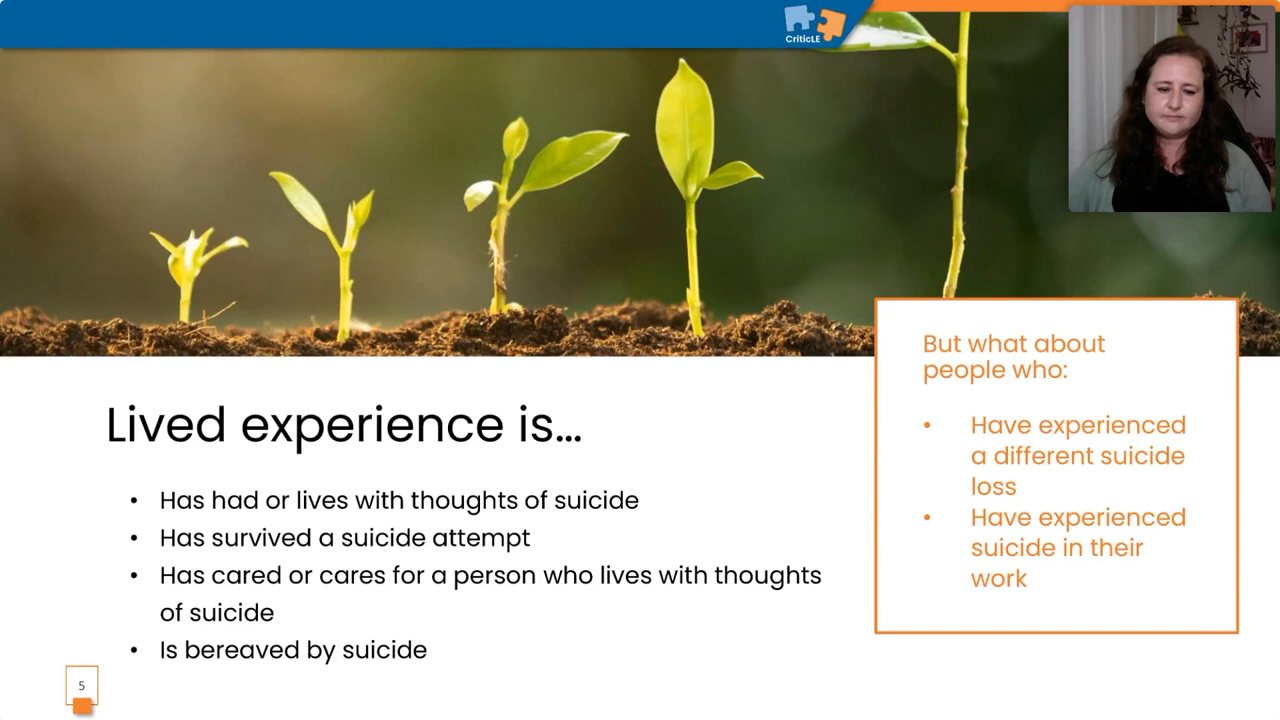 CriticLE
Lived experience is...
• Has had or lives with thoughts of suicide
• Has survived a suicide attempt
• Has cared or cares for a person who lives with thoughts
of suicide
• Is bereaved by suicide
But what about
people who:
• Have experienced
a different suicide
loss
• Have experienced
suicide in their
work
5